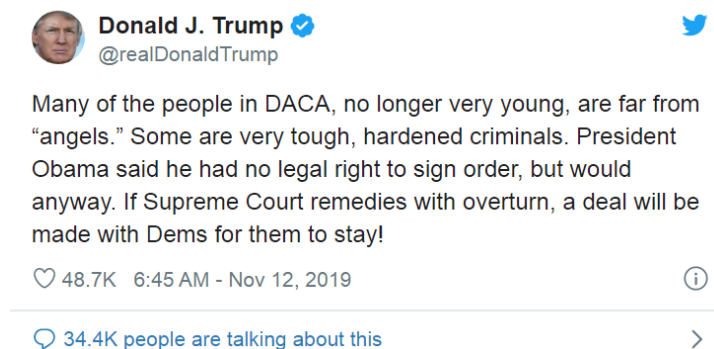 Donald J. Trump
@realDonaldTrump
Many of the people in DACA, no longer very young, are far from
“angels.” Some are very tough, hardened criminals. President
Obama said he had no legal right to sign order, but would
anyway. If Supreme Court remedies with overturn, a deal will be
made with Dems for them to stay!
48.7K 6:45 AM - Nov 12, 2019
34.4K people are talking about this